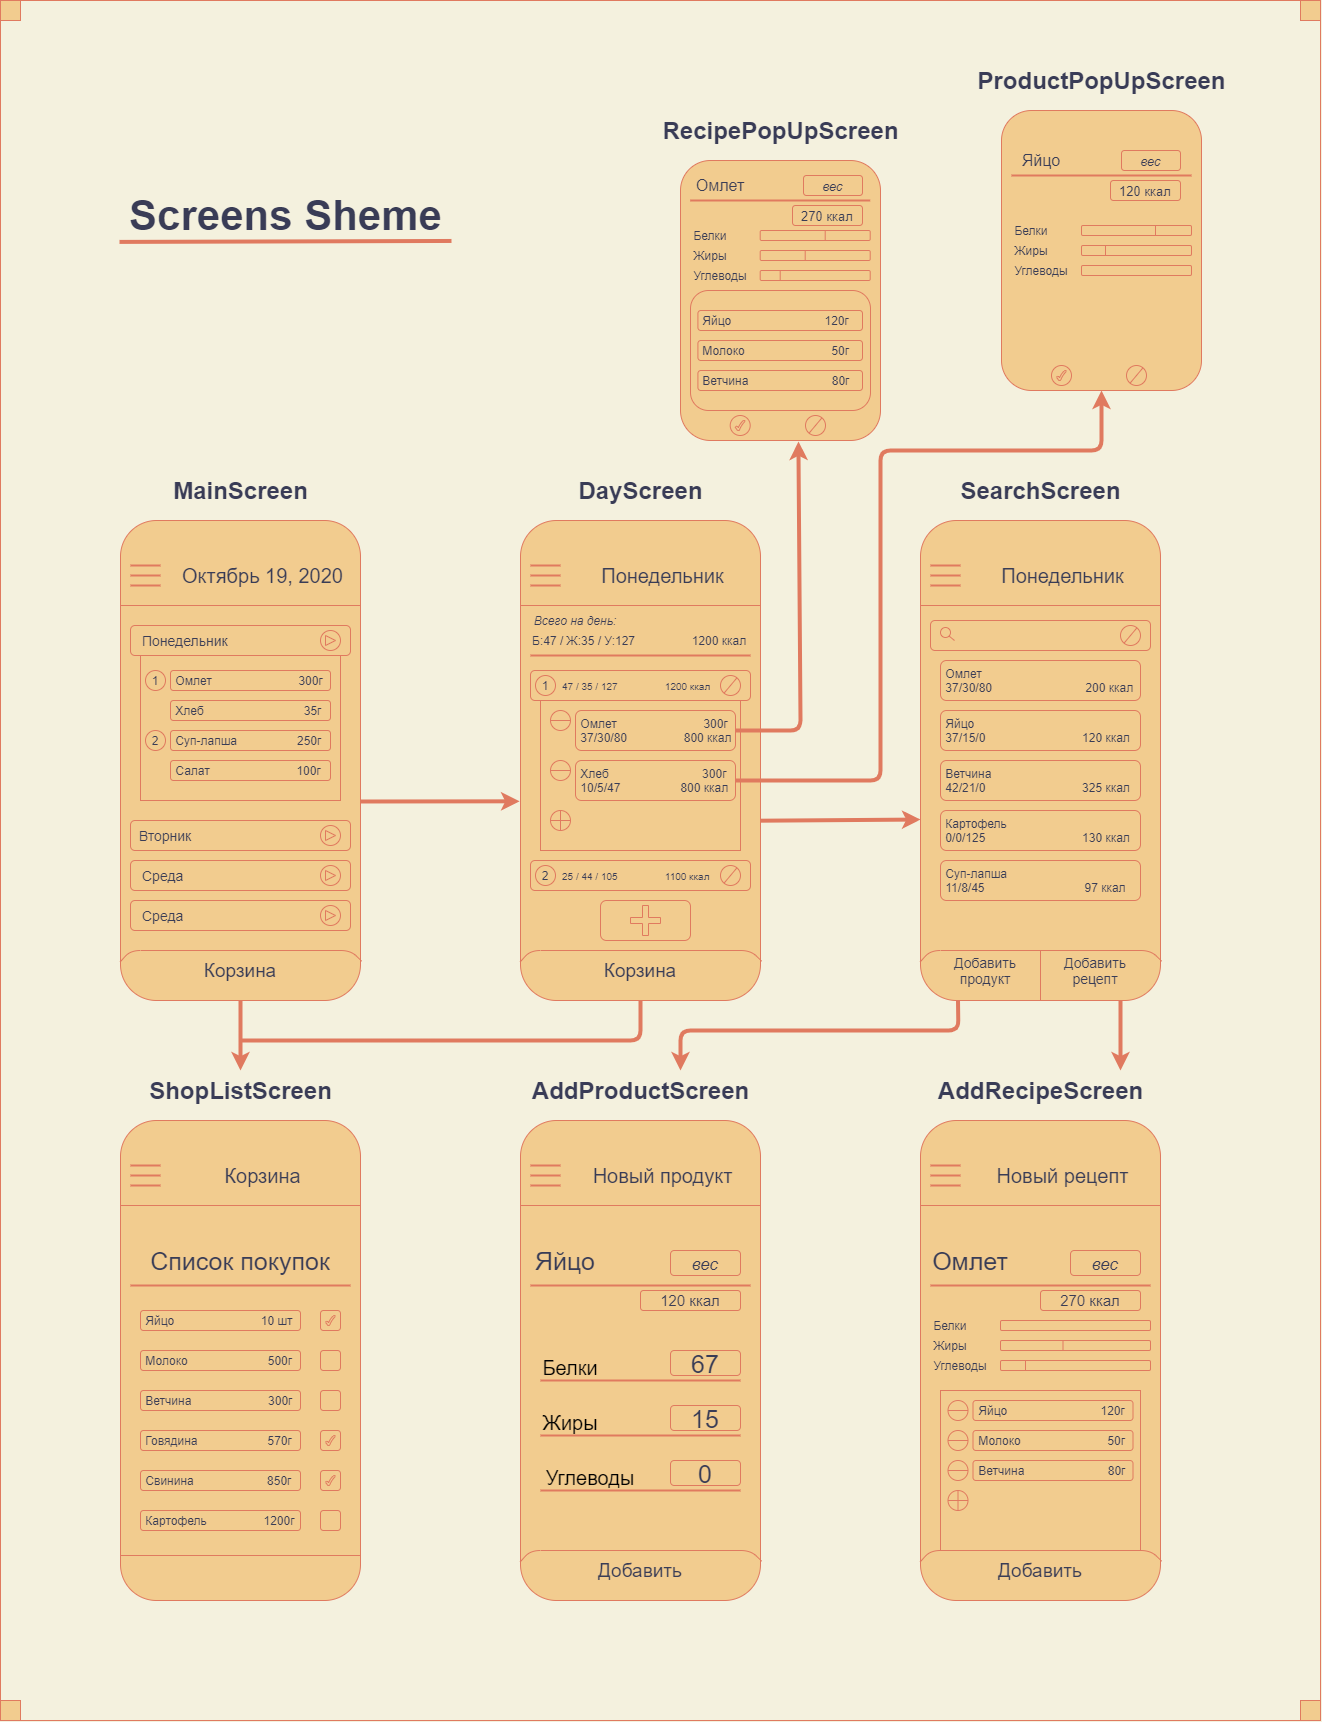 ProductPopUpScreen
Яйцо вес
120 ккал
Белки
Жиры
Углеводы
RecipePopUpScreen
Омлет вес
270 ккал
Белки
Жиры
Углеводы
Яйцо 120г
Молоко 50г
Ветчина 80г
Screens Sheme
MainScreen
Октябрь 19, 2020
Понедельник
1 Омлет 300г
Хлеб 35г
2 Суп-лапша 250г
Салат 100г
Вторник
Среда
Среда
Корзина
DayScreen
Понедельник
Всего на день:
Б:47 / Ж:35 / У:127 1200 ккал
1 47 / 35 / 127 1200 ккал
Омлет 300г
37/30/80 800 ккал
Хлеб 300г
10/5/47 800 ккал
2 25 / 44 / 105 1100 ккал
Корзина
SearchScreen
Понедельник
Омлет
37/30/80 200 ккал
Яйцо
37/15/0 120 ккал
Ветчина
42/21/0 325 ккал
Картофель
0/0/125 130 ккал
Суп-лапша
11/8/45 97 ккал
Добавить
продукт
Добавить
рецепт
ShopListScreen
Корзина
Список покупок
Яйцо 10 шт
Молоко 500г
Ветчина 300г
Говядина 570г
Свинина 850г
Картофель 1200г
AddProductScreen
Новый продукт
Яйцо вес
120 ккал
Белки 67
Жиры 15
Углеводы 0
Добавить
AddRecipeScreen
Новый рецепт
Омлет вес
270 ккал
Белки
Жиры
Углеводы
Яйцо 120г
Молоко 50г
Ветчина 80г
Добавить